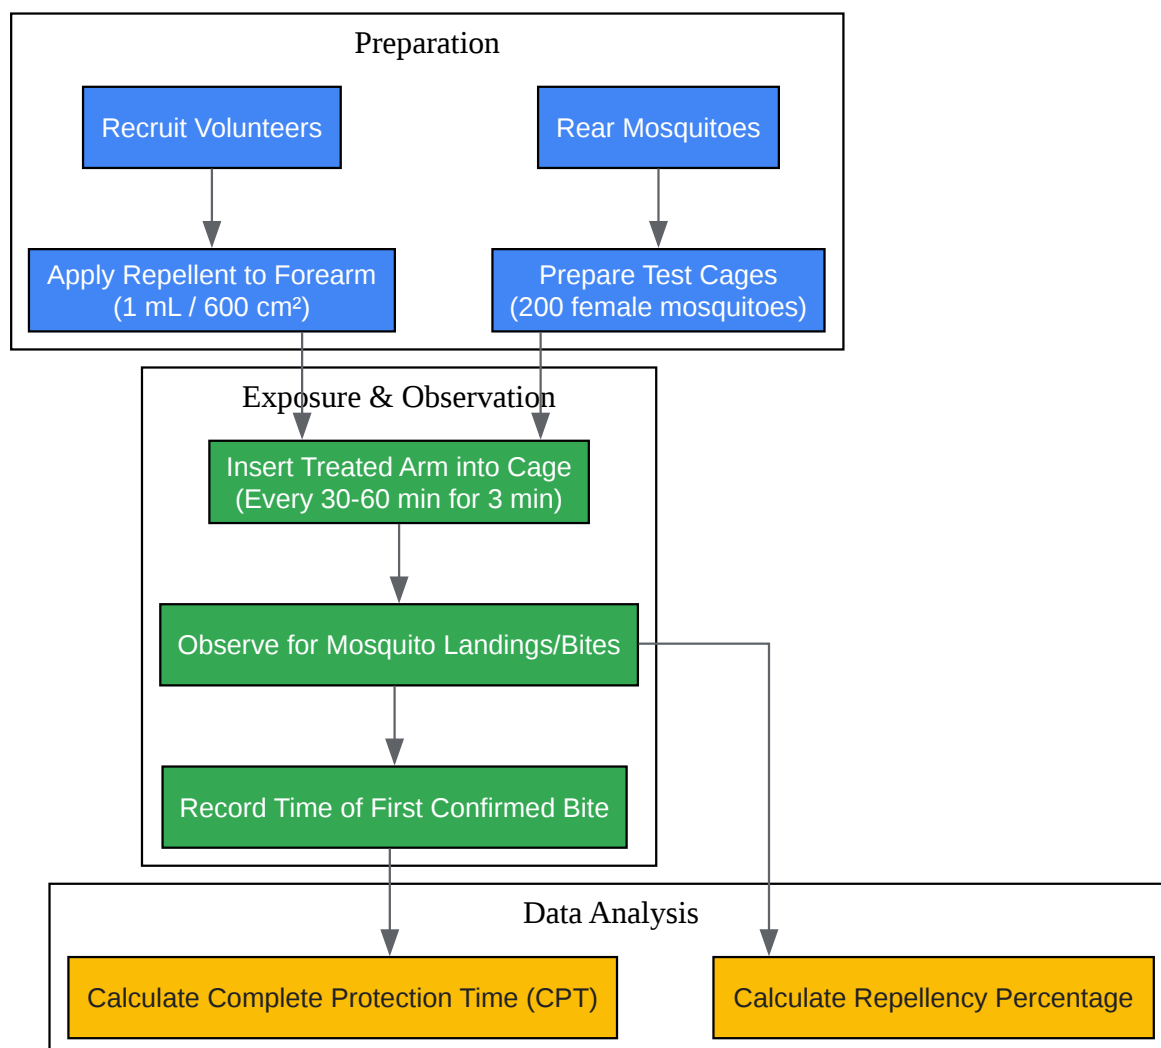 Preparation
Recruit Volunteers
Rear Mosquitoes
Apply Repellent to Forearm
(1 mL / 600 cm²)
Prepare Test Cages
(200 female mosquitoes)
Exposure & Observation
Insert Treated Arm into Cage
(Every 30-60 min for 3 min)
Observe for Mosquito Landings/Bites
Record Time of First Confirmed Bite
Data Analysis
Calculate Complete Protection Time (CPT)
Calculate Repellency Percentage